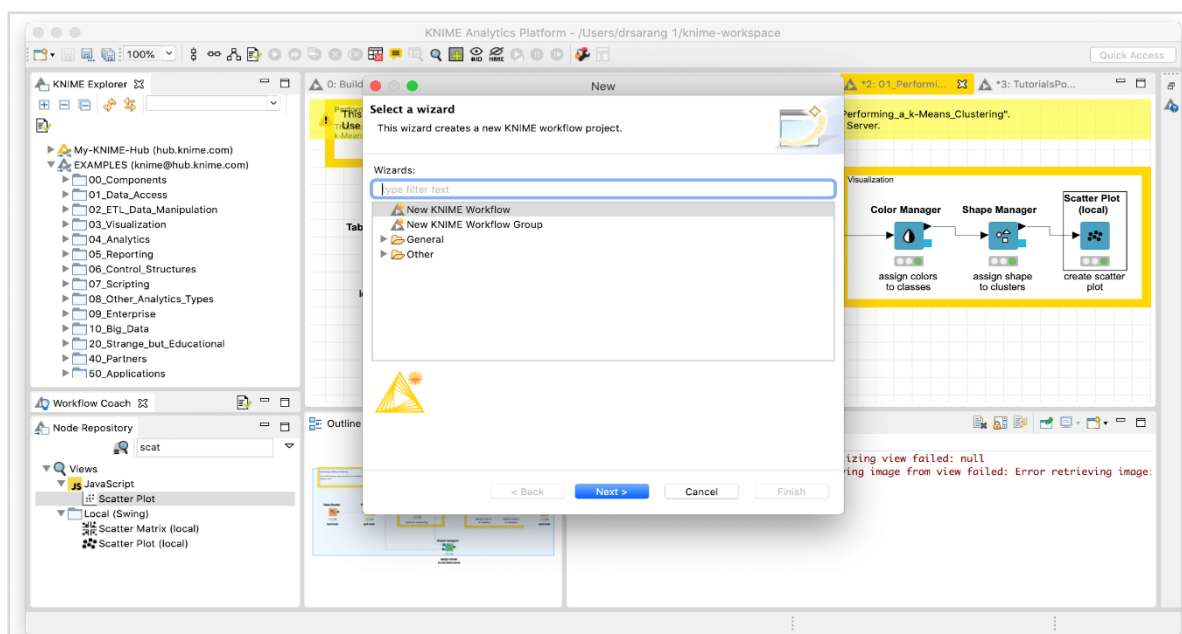 KNIME Analytics Platform - /Users/drsarang 1/knime-workspace
100%
Quick Access
KNIME Explorer
My-KNIME-Hub (hub.knime.com)
EXAMPLES (knime@hub.knime.com)
00_Components
01_Data_Access
02_ETL_Data_Manipulation
03_Visualization
04_Analytics
05_Reporting
06_Control_Structures
07_Scripting
08_Other_Analytics_Types
09_Enterprise
10_Big_Data
20_Strange_but_Educational
40_Partners
50_Applications
Workflow Coach
Node Repository
scat
Views
JS JavaScript
Scatter Plot
Local (Swing)
Scatter Matrix (local)
Scatter Plot (local)
0: Build
*2: 01_Performi...
*3: TutorialsPo...
This
Use
Performing_a_k-Means_Clustering".
Server.
Tab
New
Select a wizard
This wizard creates a new KNIME workflow project.
Wizards:
type filter text
New KNIME Workflow
New KNIME Workflow Group
General
Other
< Back
Next >
Cancel
Finish
Visualization
Color Manager
Shape Manager
Scatter Plot
(local)
assign colors
to classes
assign shape
to clusters
create scatter
plot
Outline
izing view failed: null
ing image from view failed: Error retrieving image: